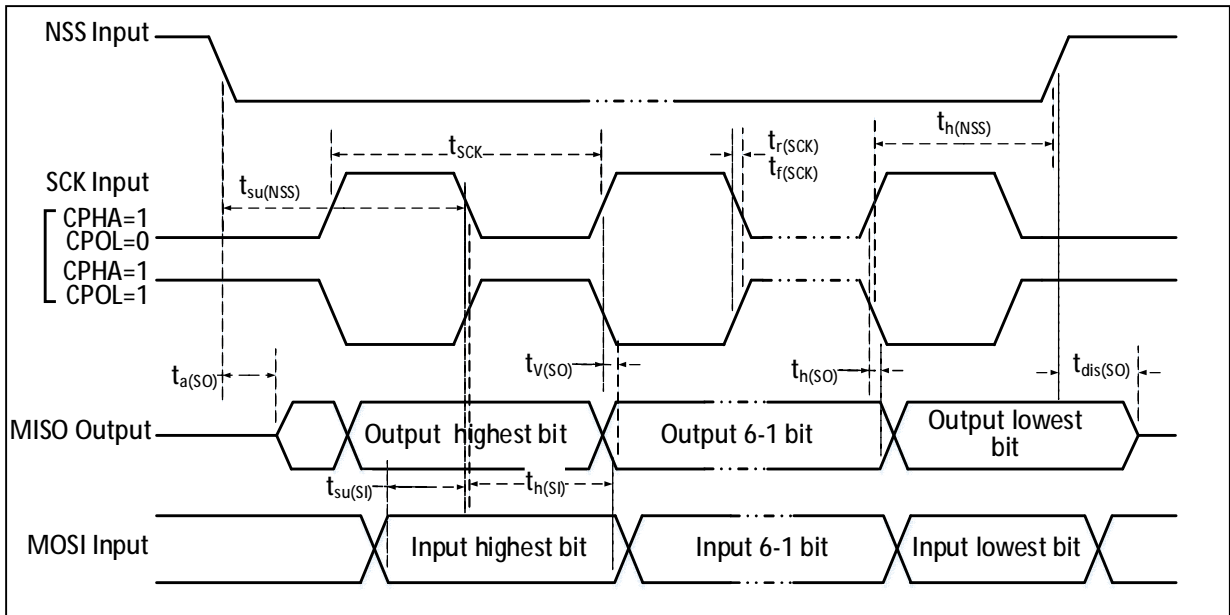 NSS Input
th(NSS)
tSCK
tr(SCK)
tf(SCK)
SCK Input
tsu(NSS)
CPHA=1
CPOL=0
CPHA=1
CPOL=1
ta(SO)
tV(SO)
th(SO)
tdis(SO)
MISO Output
Output highest bit
Output 6-1 bit
Output lowest
bit
tsu(SI)
th(SI)
MOSI Input
Input highest bit
Input 6-1 bit
Input lowest bit